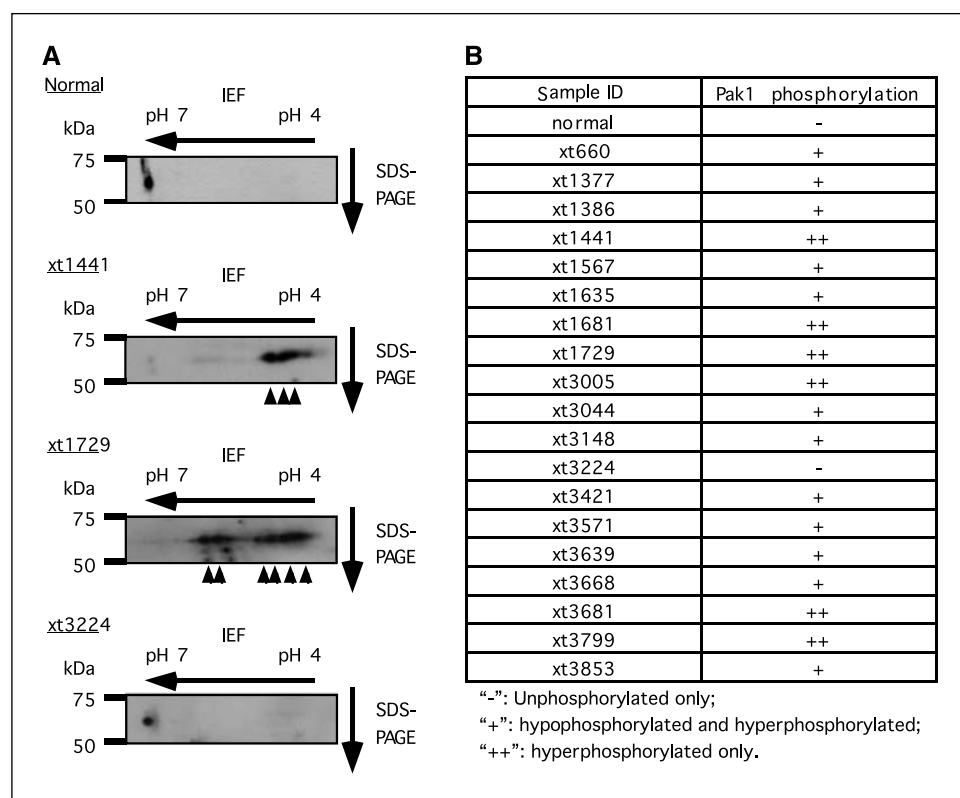 A
Normal
IEF
pH 7 pH 4
kDa
75
50
SDS-
PAGE
xt1441
IEF
pH 7 pH 4
kDa
75
50
SDS-
PAGE
xt1729
IEF
pH 7 pH 4
kDa
75
50
SDS-
PAGE
xt3224
IEF
pH 7 pH 4
kDa
75
50
SDS-
PAGE
B
Sample ID Pak1 phosphorylation
normal -
xt660 +
xt1377 +
xt1386 +
xt1441 ++
xt1567 +
xt1635 +
xt1681 ++
xt1729 ++
xt3005 ++
xt3044 +
xt3148 +
xt3224 -
xt3421 +
xt3571 +
xt3639 +
xt3668 +
xt3681 ++
xt3799 ++
xt3853 +
“-”: Unphosphorylated only;
“+”: hypophosphorylated and hyperphosphorylated;
“++”: hyperphosphorylated only.